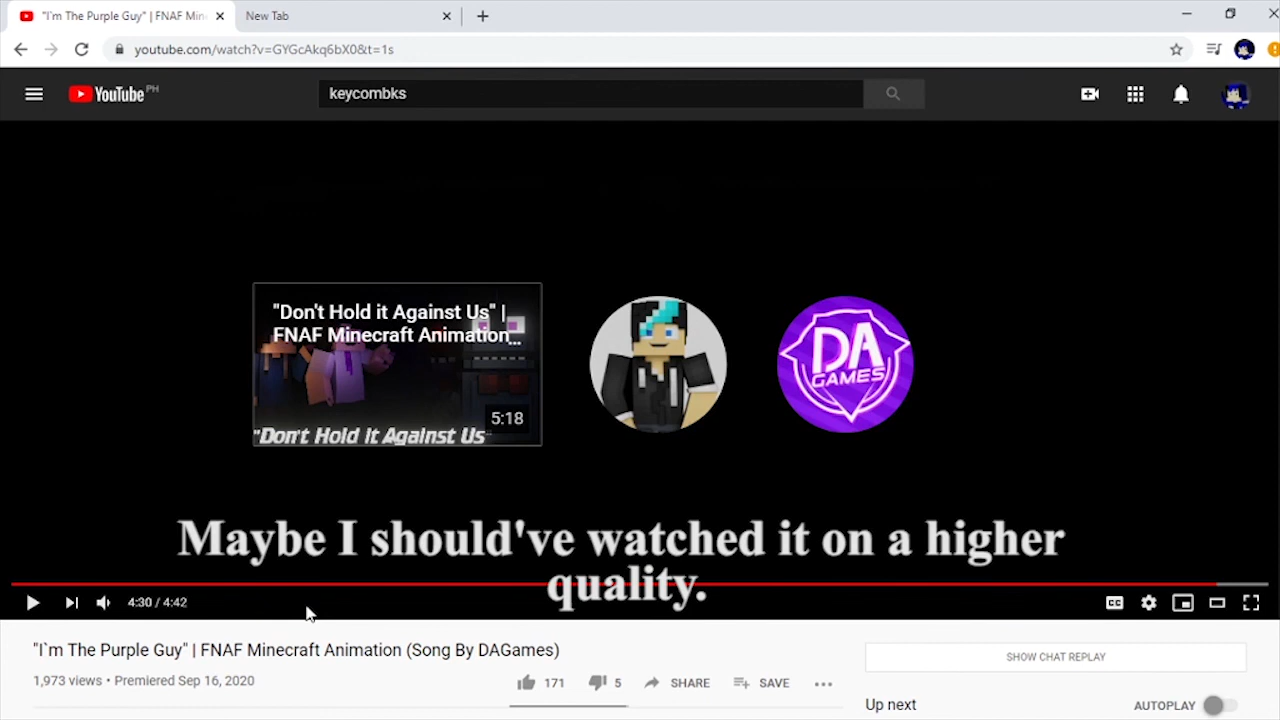 "I`m The Purple Guy" | FNAF Min
New Tab
youtube.com/watch?v=GYGcAkq6bX0&t=1s
YouTube PH
keycombks
"Don't Hold it Against Us" |
FNAF Minecraft Animation...
5:18
"Don't Hold It Against Us"
DA
GAMES
Maybe I should've watched it on a higher
quality.
4:30 / 4:42
CC
"I`m The Purple Guy" | FNAF Minecraft Animation (Song By DAGames)
1,973 views • Premiered Sep 16, 2020
171
5
SHARE
SAVE
SHOW CHAT REPLAY
Up next
AUTOPLAY